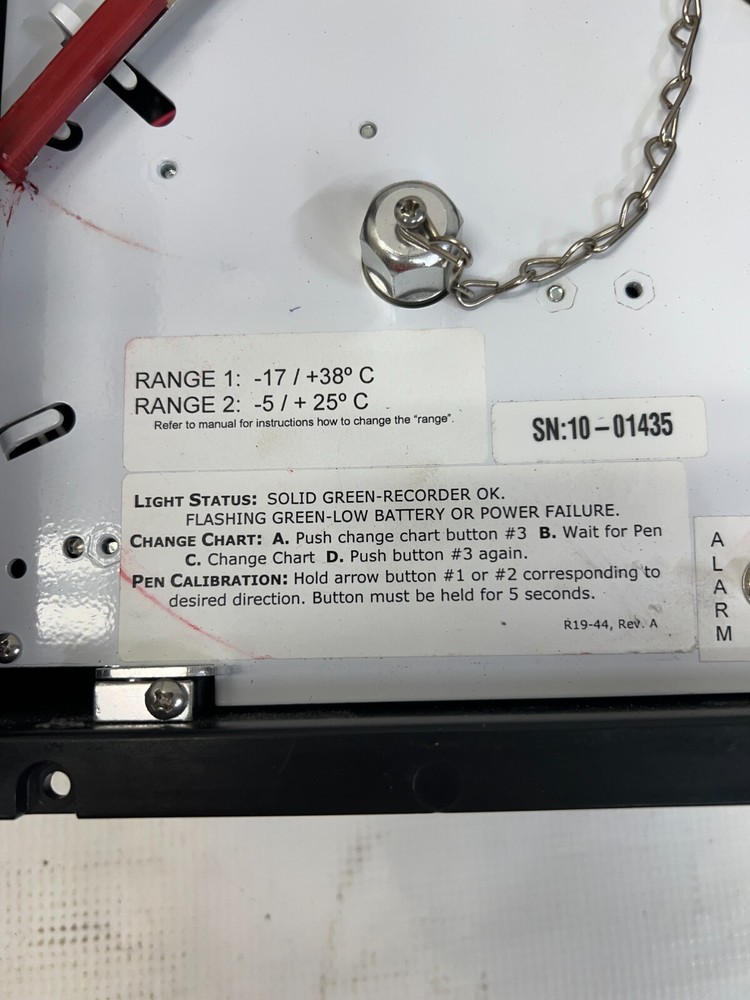 RANGE 1: -17 / +38º C
RANGE 2: -5 / + 25º C
Refer to manual for instructions how to change the “range”.
SN:10-01435
LIGHT STATUS: SOLID GREEN-RECORDER OK.
FLASHING GREEN-LOW BATTERY OR POWER FAILURE.
CHANGE CHART: A. Push change chart button #3 B. Wait for Pen
C. Change Chart D. Push button #3 again.
PEN CALIBRATION: Hold arrow button #1 or #2 corresponding to
desired direction. Button must be held for 5 seconds.
R19-44, Rev. A
A
L
A
R
M